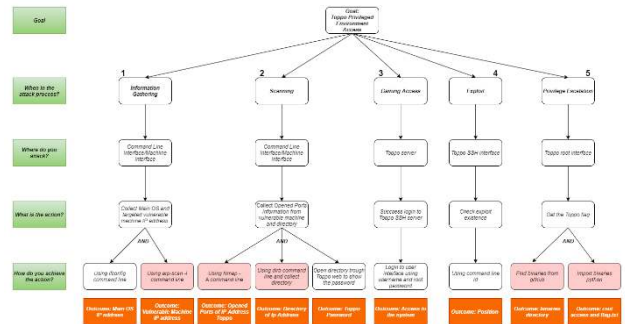 Goal
Goal:
Toppo Privileged
Environment
Access
When is the
attack process?
1
Information
Gathering
2
Scanning
3
Gaining Access
4
Exploit
5
Privilege Escalation
Where do you
attack?
Command Line
Interface/Machine
Interface
Command Line
Interface/Machine
Interface
Toppo server
Toppo SSH interface
Toppo root interface
What is the action?
Collect Main OS and
targeted vulnerable
machine IP address
Collect Opened Ports
Information from
vulnerable machine
and directory
Success login to
Toppo SSH server
Check exploit
existence
Get the Toppo flag
AND
AND
AND
How do you achieve
the action?
Using ifconfig
command line
Using arp-scan -l
command line
Using Nmap -
A command line
Using dirb command
line and collect
directory
Open directory trough
Toppo web to show
the password
Login to user
interface using
username and root
password
Using command line
id
Find binaries from
github
Import binaries
python
Outcome: Main OS
IP address
Outcome:
Vulnerable Machine
IP address
Outcome: Opened
Ports of IP Address
Toppo
Outcome: Directory
of Ip Address
Outcome: Toppo
Password
Outcome: Access in
the system
Outcome: Position
Outcome: binaries
directory
Outcome: root
access and flag.txt